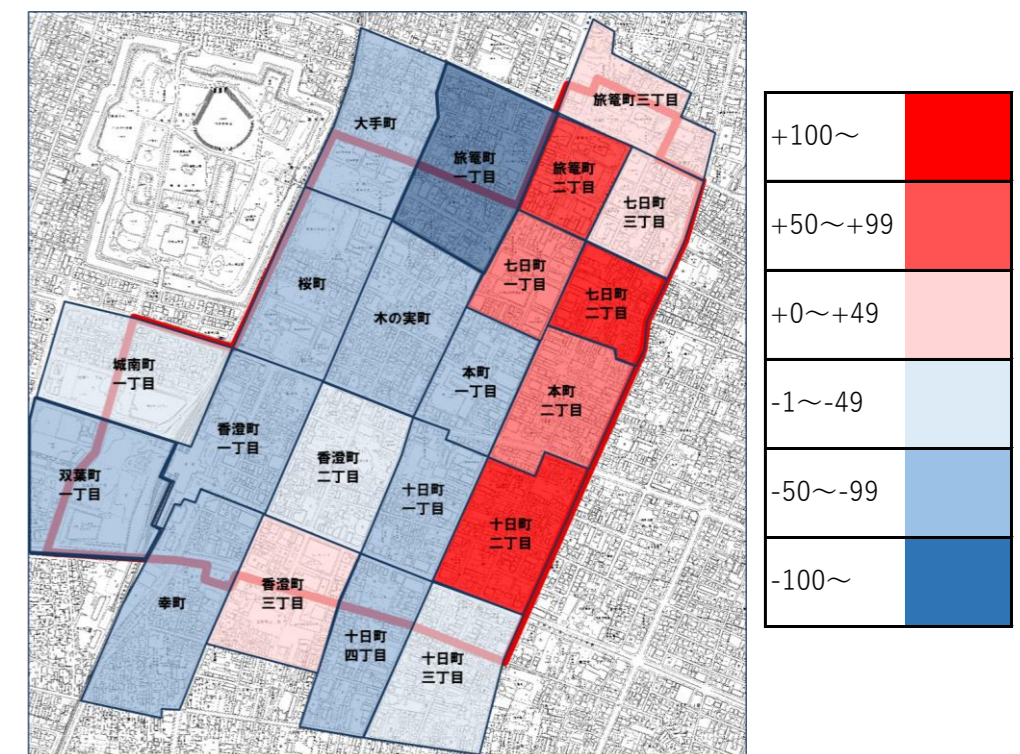 旅篭町三丁目
大手町
旅篭町
一丁目
旅篭町
二丁目
七日町
三丁目
七日町
一丁目
桜町
七日町
二丁目
木の実町
城南町
一丁目
本町
一丁目
本町
二丁目
香澄町
一丁目
香澄町
二丁目
双葉町
一丁目
十日町
一丁目
十日町
二丁目
香澄町
三丁目
幸町
十日町
四丁目
十日町
三丁目
+100～
+50～+99
+0～+49
-1～-49
-50～-99
-100～